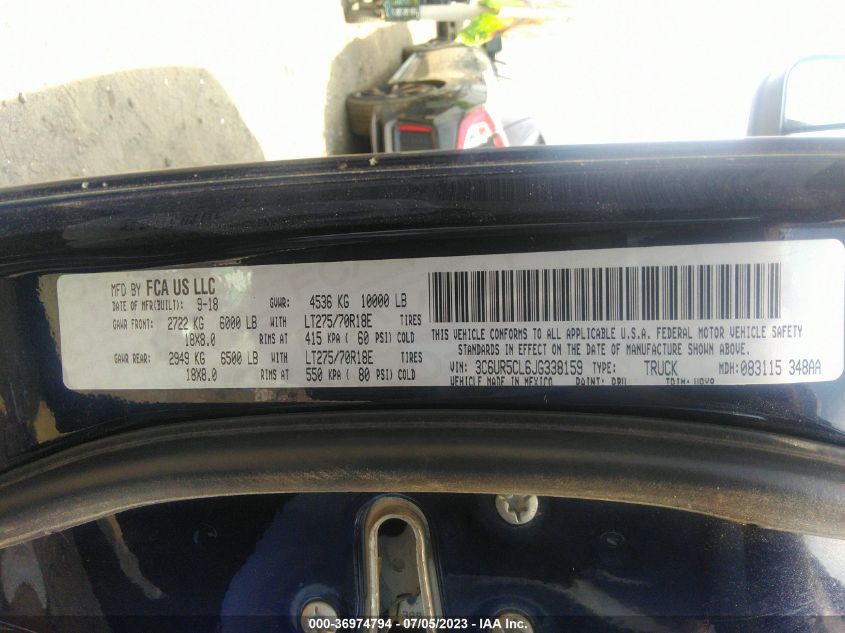 MFD BY FCA US LLC
DATE OF MFR(BUILT): 9-18 GVWR: 4536 KG 10000 LB
GAWR FRONT: 2722 KG 6000 LB WITH LT275/70R18E TIRES
18X8.0 RIMS AT 415 KPA ( 60 PSI) COLD
GAWR REAR: 2949 KG 6500 LB WITH LT275/70R18E TIRES
18X8.0 RIMS AT 550 KPA ( 80 PSI) COLD
THIS VEHICLE CONFORMS TO ALL APPLICABLE U.S.A. FEDERAL MOTOR VEHICLE SAFETY
STANDARDS IN EFFECT ON THE DATE OF MANUFACTURE SHOWN ABOVE.
VIN: 3C6UR5CL6JG338159 TYPE: TRUCK MDH: 083115 348AA
VEHICLE MADE IN MEXICO PAINT: TRIM:
000-36974794 - 07/05/2023 - IAA Inc.